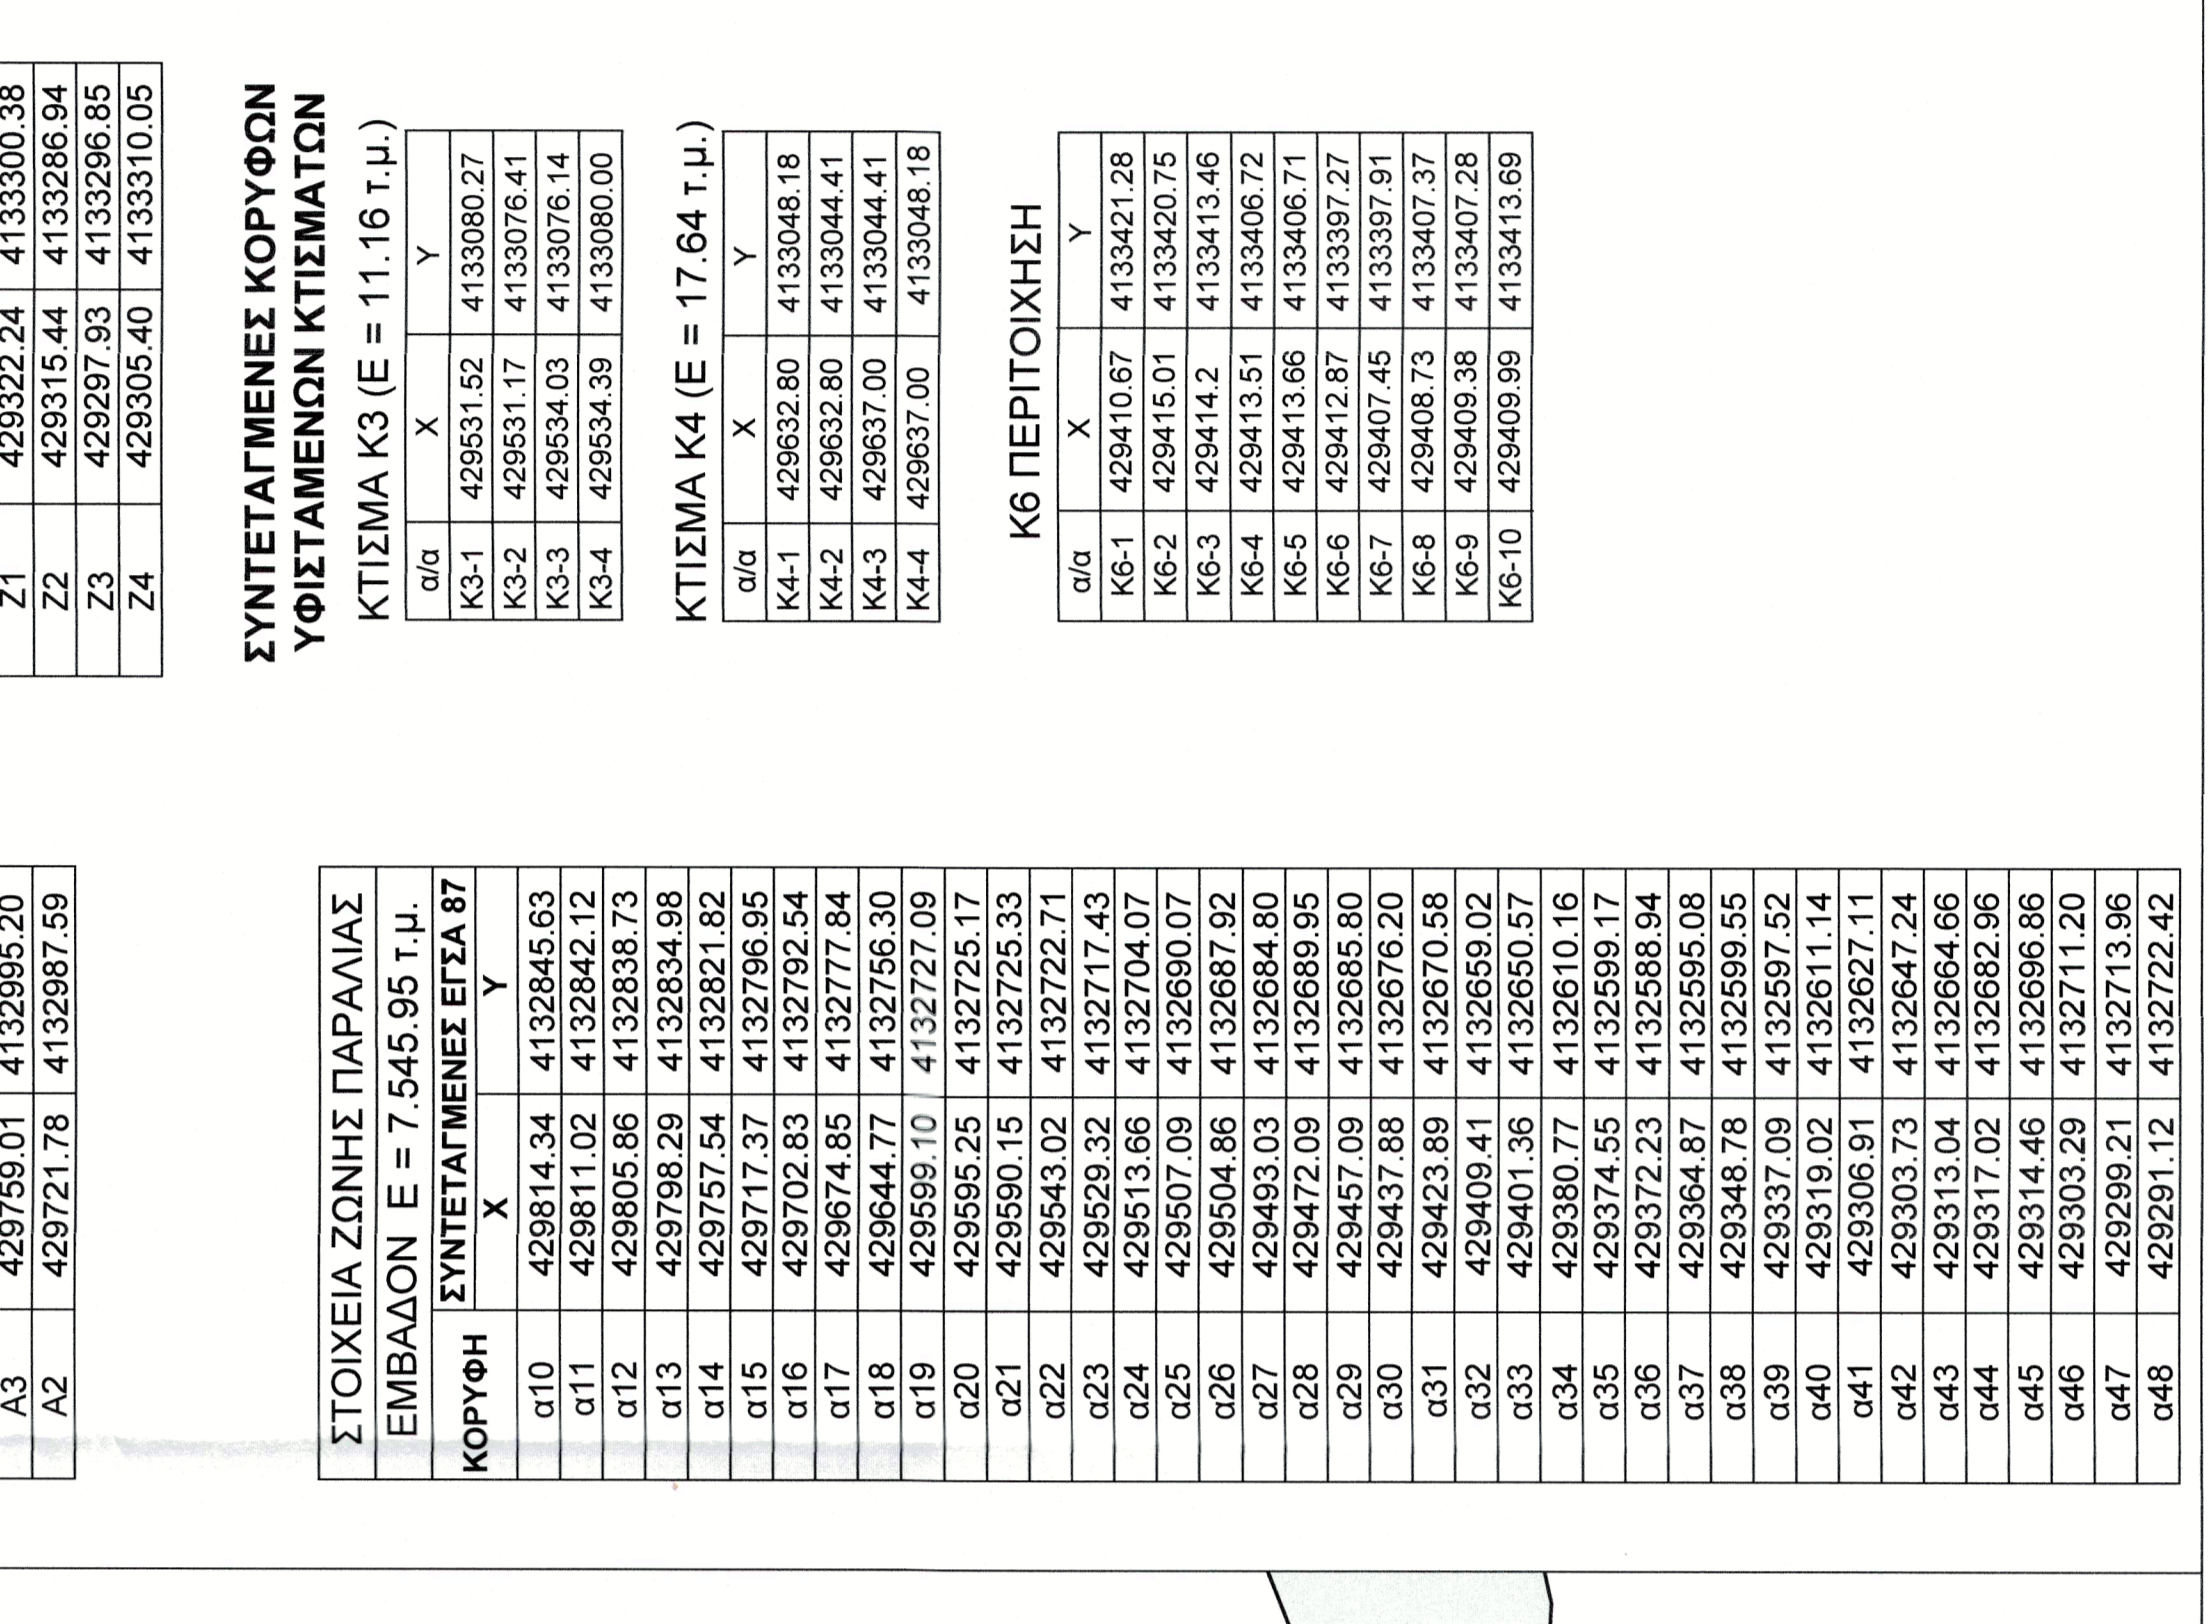 Α3 429759.01 4132995.20
Α2 429721.78 4132987.59
ΣΤΟΙΧΕΙΑ ΖΩΝΗΣ ΠΑΡΑΛΙΑΣ
ΕΜΒΑΔΟΝ Ε = 7.545.95 τ.μ.
ΚΟΡΥΦΗ ΣΥΝΤΕΤΑΓΜΕΝΕΣ ΕΓΣΑ 87
X Y
α10 429814.34 4132845.63
α11 429811.02 4132842.12
α12 429805.86 4132838.73
α13 429798.29 4132834.98
α14 429757.54 4132821.82
α15 429717.37 4132796.95
α16 429702.83 4132792.54
α17 429674.85 4132777.84
α18 429644.77 4132756.30
α19 429599.10 4132727.09
α20 429595.25 4132725.17
α21 429590.15 4132725.33
α22 429543.02 4132722.71
α23 429529.32 4132717.43
α24 429513.66 4132704.07
α25 429507.09 4132690.07
α26 429504.86 4132687.92
α27 429493.03 4132684.80
α28 429472.09 4132689.95
α29 429457.09 4132685.80
α30 429437.88 4132676.20
α31 429423.89 4132670.58
α32 429409.41 4132659.02
α33 429401.36 4132650.57
α34 429380.77 4132610.16
α35 429374.55 4132599.17
α36 429372.23 4132588.94
α37 429364.87 4132595.08
α38 429348.78 4132599.55
α39 429337.09 4132597.52
α40 429319.02 4132611.14
α41 429306.91 4132627.11
α42 429303.73 4132647.24
α43 429313.04 4132664.66
α44 429317.02 4132682.96
α45 429314.46 4132696.86
α46 429303.29 4132711.20
α47 429299.21 4132713.96
α48 429291.12 4132722.42
Ζ1 429322.24 4133300.38
Ζ2 429315.44 4133286.94
Ζ3 429297.93 4133296.85
Ζ4 429305.40 4133310.05
ΣΥΝΤΕΤΑΓΜΕΝΕΣ ΚΟΡΥΦΩΝ
ΥΦΙΣΤΑΜΕΝΩΝ ΚΤΙΣΜΑΤΩΝ
ΚΤΙΣΜΑ Κ3 (Ε = 11.16 τ.μ.)
α/α X Y
Κ3-1 429531.52 4133080.27
Κ3-2 429531.17 4133076.41
Κ3-3 429534.03 4133076.14
Κ3-4 429534.39 4133080.00
ΚΤΙΣΜΑ Κ4 (Ε = 17.64 τ.μ.)
α/α X Y
Κ4-1 429632.80 4133048.18
Κ4-2 429632.80 4133044.41
Κ4-3 429637.00 4133044.41
Κ4-4 429637.00 4133048.18
Κ6 ΠΕΡΙΤΟΙΧΗΣΗ
α/α X Y
Κ6-1 429410.67 4133421.28
Κ6-2 429415.01 4133420.75
Κ6-3 429414.2 4133413.46
Κ6-4 429413.51 4133406.72
Κ6-5 429413.66 4133406.71
Κ6-6 429412.87 4133397.27
Κ6-7 429407.45 4133397.91
Κ6-8 429408.73 4133407.37
Κ6-9 429409.38 4133407.28
Κ6-10 429409.99 4133413.69